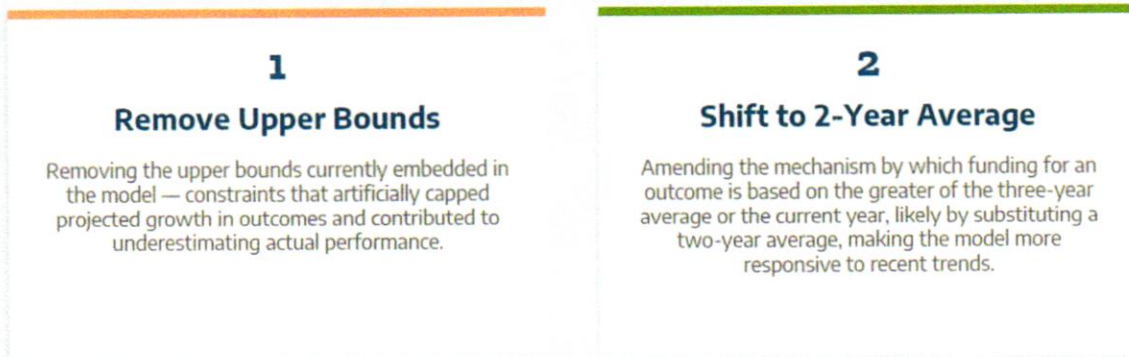 1
Remove Upper Bounds
Removing the upper bounds currently embedded in
the model — constraints that artificially capped
projected growth in outcomes and contributed to
underestimating actual performance.
2
Shift to 2-Year Average
Amending the mechanism by which funding for an
outcome is based on the greater of the three-year
average or the current year, likely by substituting a
two-year average, making the model more
responsive to recent trends.